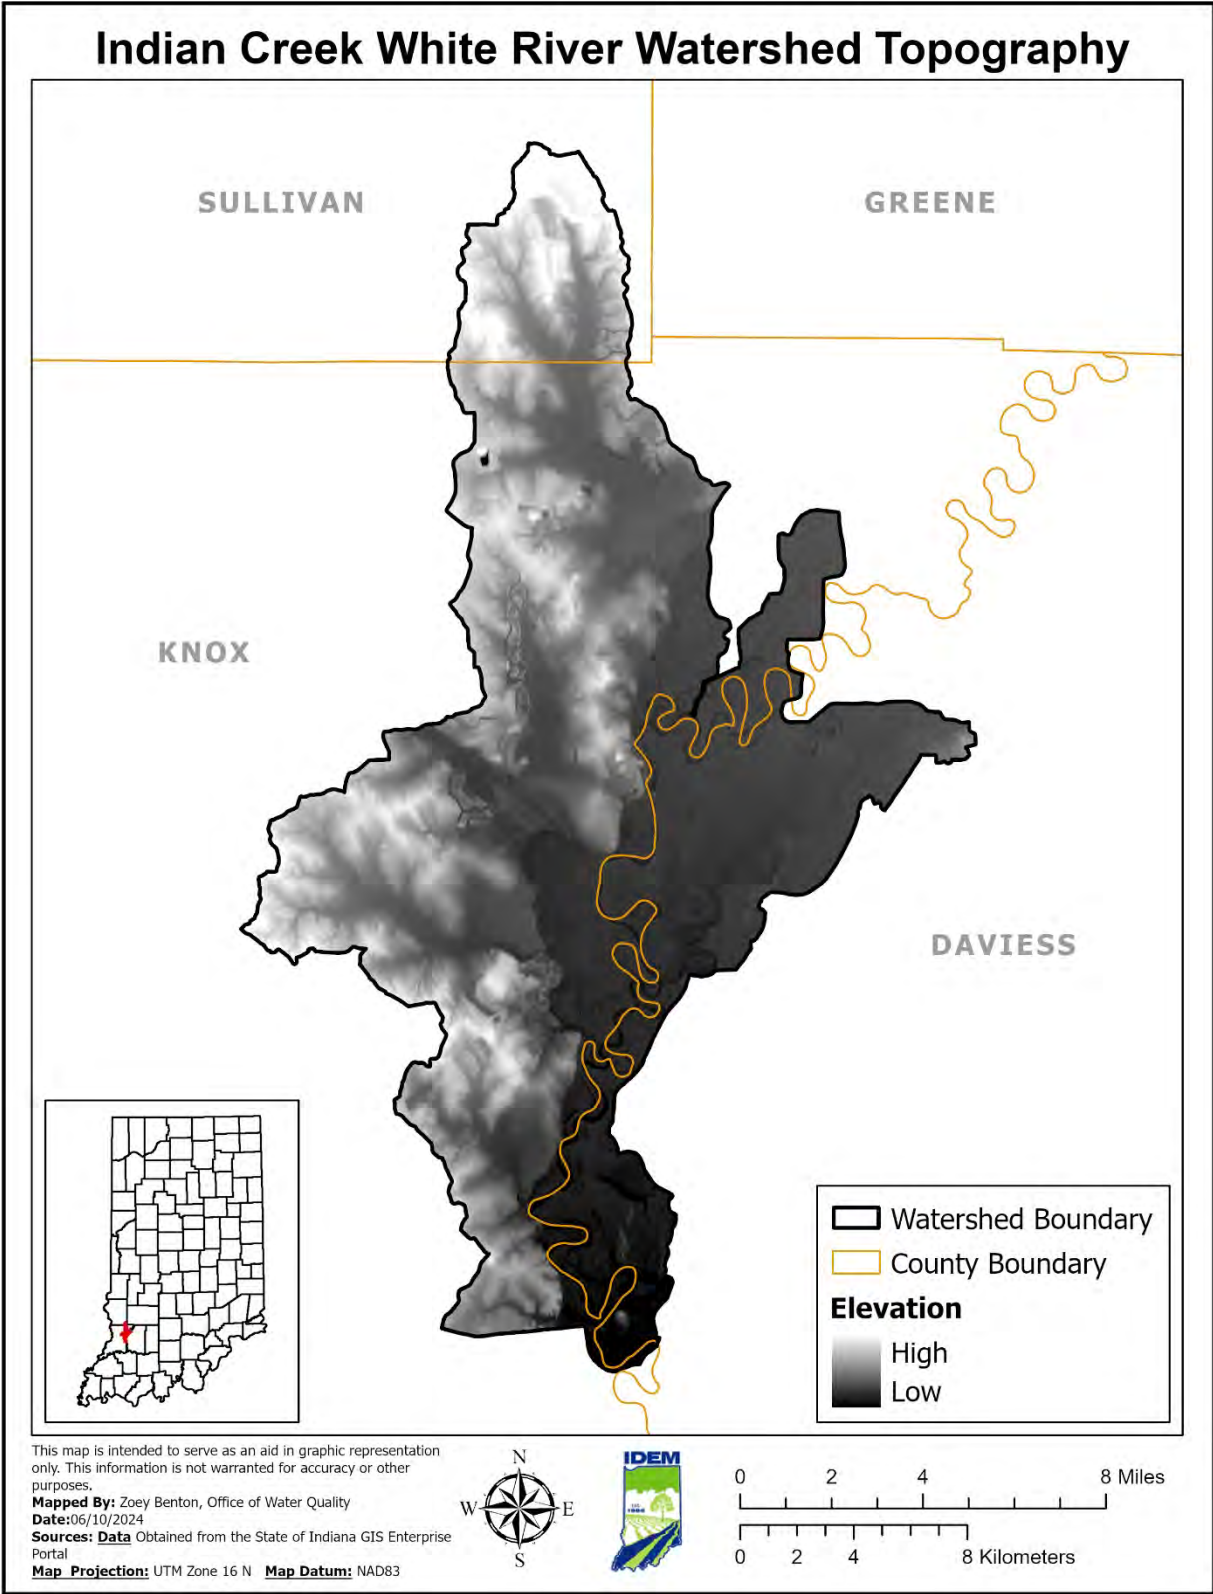 Indian Creek White River Watershed Topography
SULLIVAN
GREENE
KNOX
DAVIESS
Watershed Boundary
County Boundary
Elevation
High
Low
This map is intended to serve as an aid in graphic representation
only. This information is not warranted for accuracy or other
purposes.
Mapped By: Zoey Benton, Office of Water Quality
Date:06/10/2024
Sources: Data Obtained from the State of Indiana GIS Enterprise
Portal
Map Projection: UTM Zone 16 N Map Datum: NAD83
N
W E
S
IDEM
0 2 4 8 Miles
0 2 4 8 Kilometers